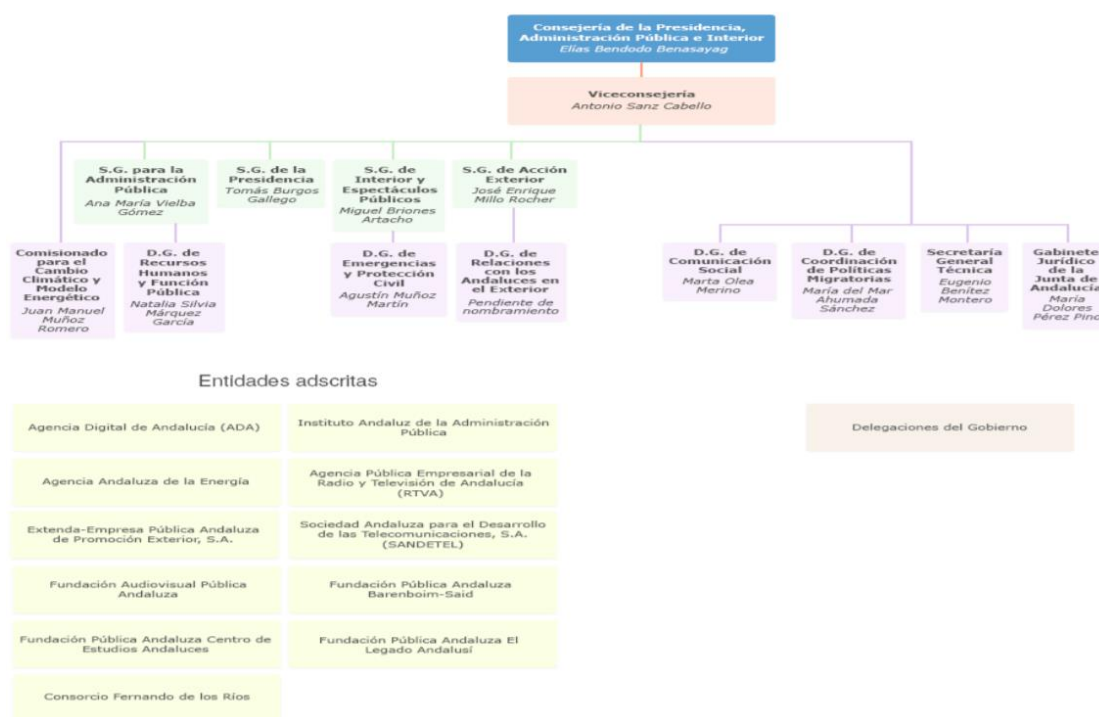 Consejería de la Presidencia,
Administración Pública e Interior
Elías Bendodo Benasayag
Viceconsejería
Antonio Sanz Cabello
S.G. para la
Administración
Pública
Ana María Vielba
Gómez
S.G. de la
Presidencia
Tomás Burgos
Gallego
S.G. de
Interior y
Espectáculos
Públicos
Miguel Briones
Artacho
S.G. de Acción
Exterior
José Enrique
Millo Rocher
Comisionado
para el
Cambio
Climático y
Modelo
Energético
Juan Manuel
Muñoz
Romero
D.G. de
Recursos
Humanos
y Función
Pública
Natalia Silvia
Márquez
García
D.G. de
Emergencias
y Protección
Civil
Agustín Muñoz
Martín
D.G. de
Relaciones
con los
Andaluces en
el Exterior
Pendiente de
nombramiento
D.G. de
Comunicación
Social
Marta Olea
Merino
D.G. de
Coordinación
de Políticas
Migratorias
María del Mar
Ahumada
Sánchez
Secretaría
General
Técnica
Eugenio
Benítez
Montero
Gabinete
Jurídico
de la
Junta de
Andalucía
María
Dolores
Pérez Pino
Entidades adscritas
Agencia Digital de Andalucía (ADA)
Instituto Andaluz de la Administración
Pública
Delegaciones del Gobierno
Agencia Andaluza de la Energía
Agencia Pública Empresarial de la
Radio y Televisión de Andalucía
(RTVA)
Extenda-Empresa Pública Andaluza
de Promoción Exterior, S.A.
Sociedad Andaluza para el Desarrollo
de las Telecomunicaciones, S.A.
(SANDETEL)
Fundación Audiovisual Pública
Andaluza
Fundación Pública Andaluza
Barenboim-Said
Fundación Pública Andaluza Centro de
Estudios Andaluces
Fundación Pública Andaluza El
Legado Andalusí
Consorcio Fernando de los Ríos